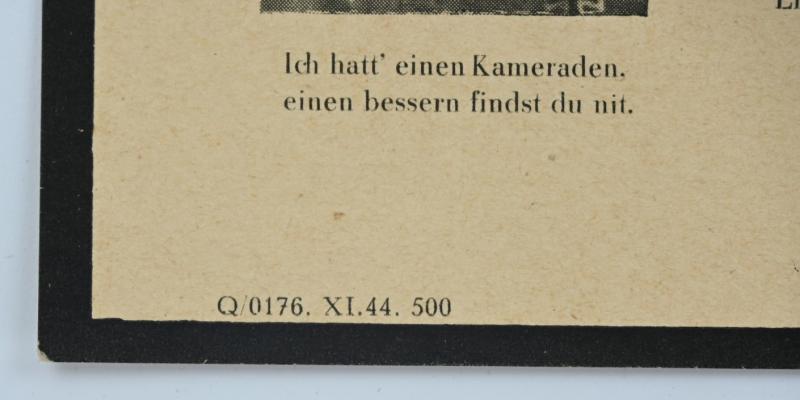 Ich hatt' einen Kameraden,
einen bessern findst du nit.
Q/0176. XI.44. 500